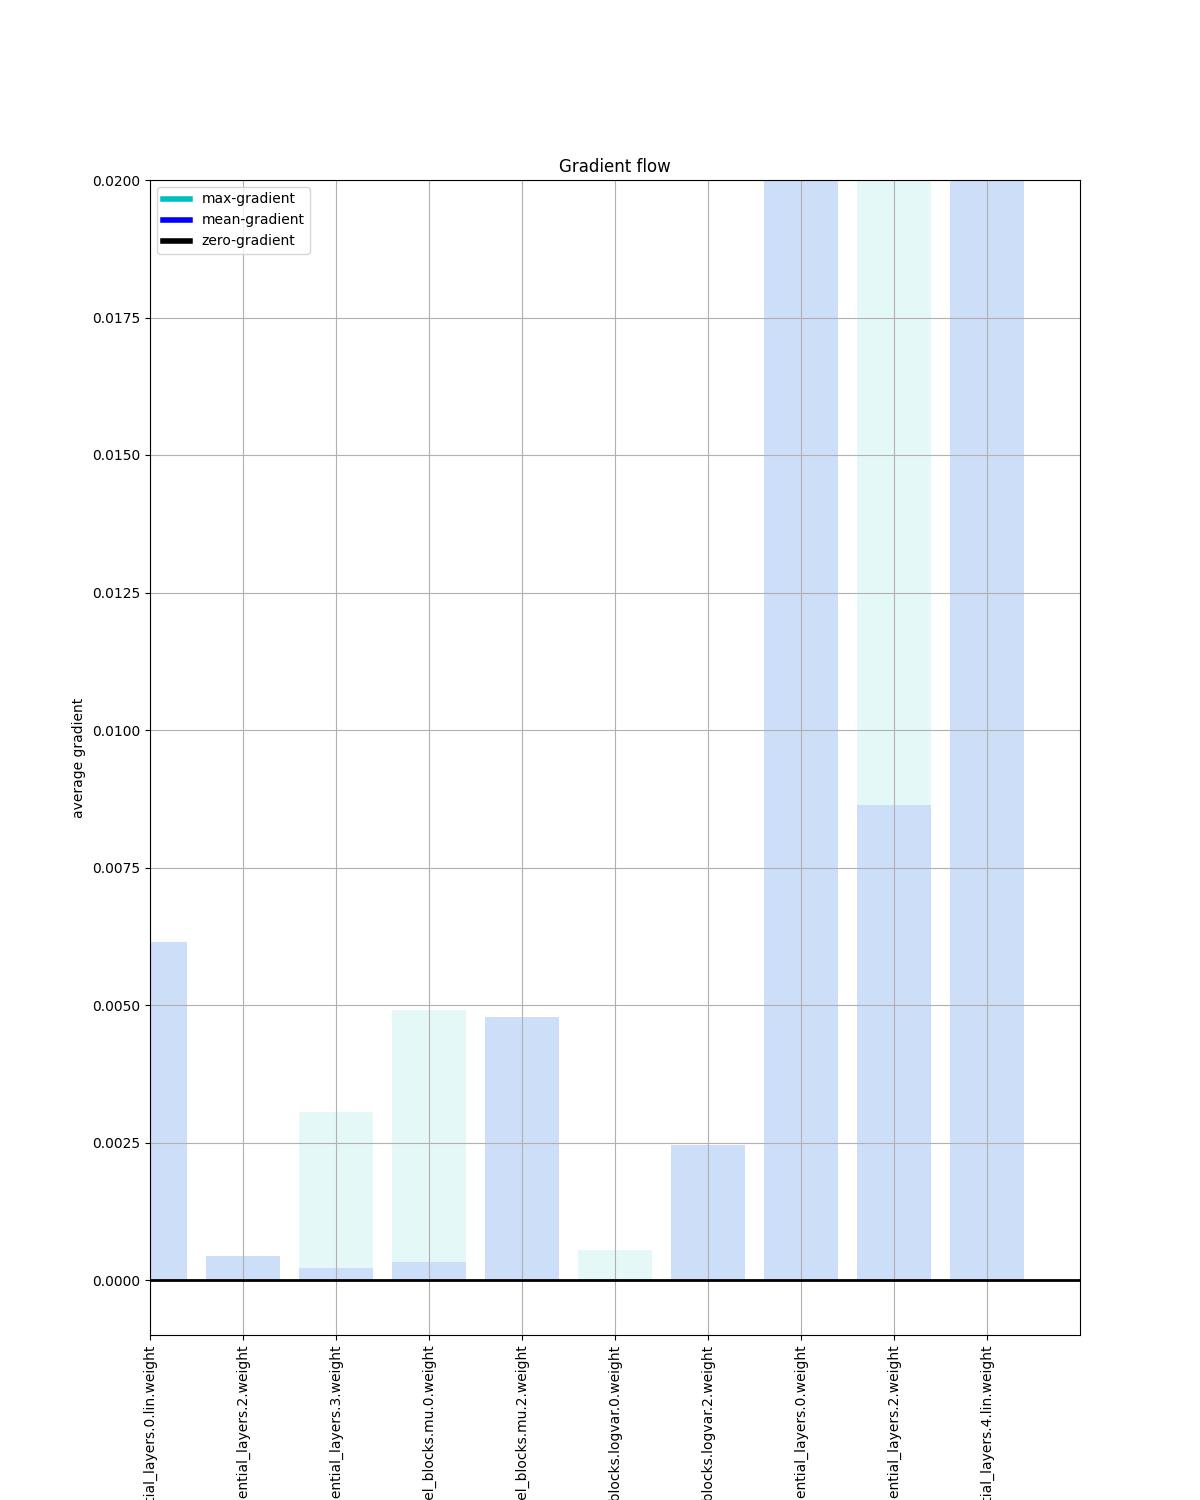 Gradient flow
max-gradient
mean-gradient
zero-gradient
0.0200
0.0175
0.0150
0.0125
0.0100
0.0075
0.0050
0.0025
0.0000
average gradient
tial_layers.0.lin.weight
ential_layers.2.weight
ential_layers.3.weight
el_blocks.mu.0.weight
el_blocks.mu.2.weight
blocks.logvar.0.weight
blocks.logvar.2.weight
ential_layers.0.weight
ential_layers.2.weight
tial_layers.4.lin.weight